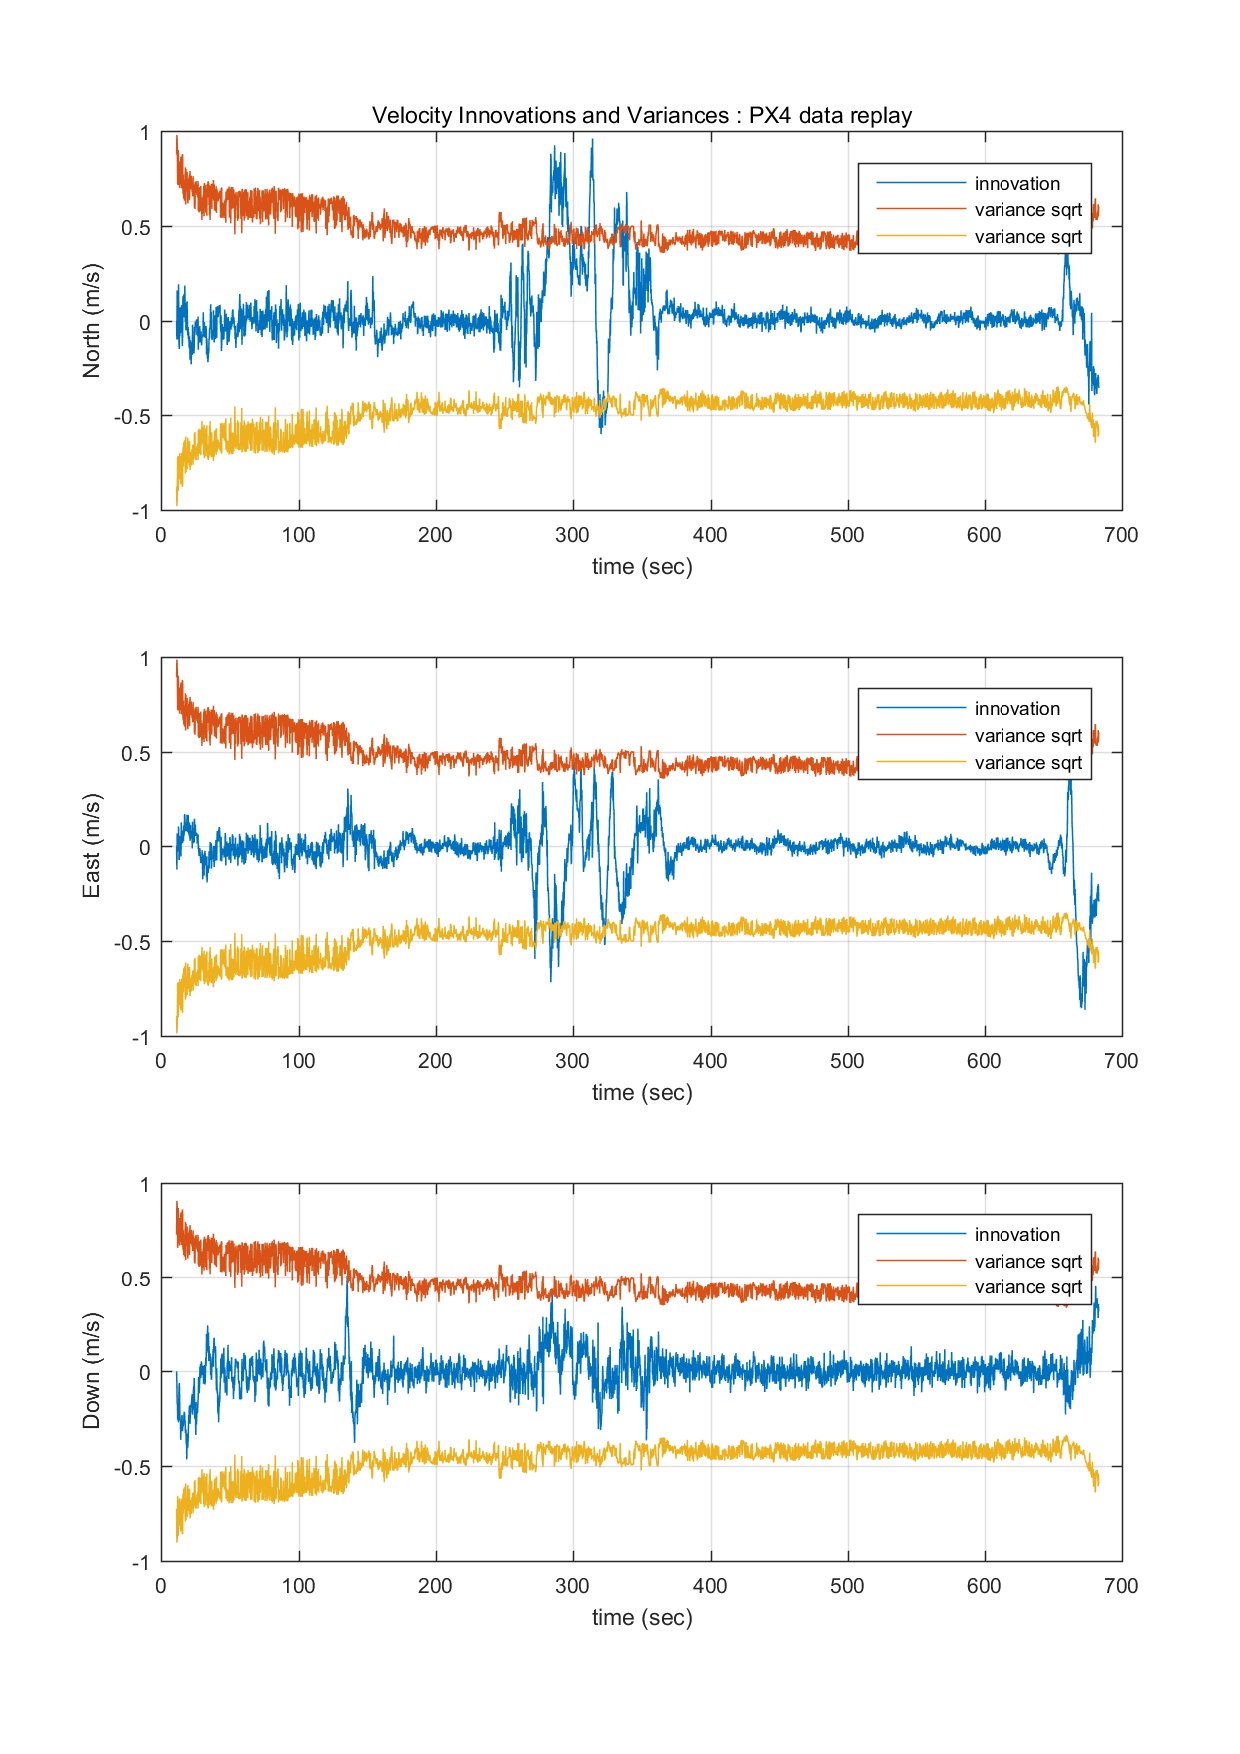 Velocity Innovations and Variances : PX4 data replay
1
0.5
0
-0.5
-1
North (m/s)
innovation
variance sqrt
variance sqrt
0 100 200 300 400 500 600 700
time (sec)
1
0.5
0
-0.5
-1
East (m/s)
innovation
variance sqrt
variance sqrt
0 100 200 300 400 500 600 700
time (sec)
1
0.5
0
-0.5
-1
Down (m/s)
innovation
variance sqrt
variance sqrt
0 100 200 300 400 500 600 700
time (sec)